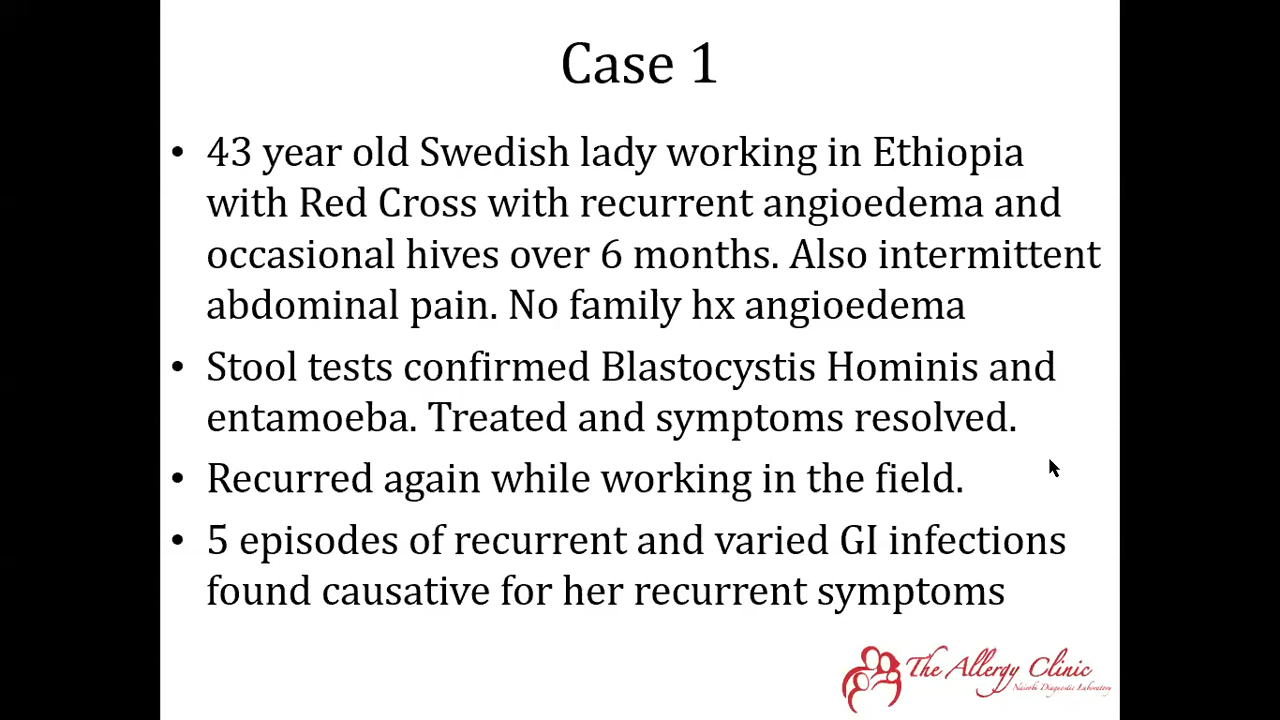 Case 1
• 43 year old Swedish lady working in Ethiopia
with Red Cross with recurrent angioedema and
occasional hives over 6 months. Also intermittent
abdominal pain. No family hx angioedema
• Stool tests confirmed Blastocystis Hominis and
entamoeba. Treated and symptoms resolved.
• Recurred again while working in the field.
• 5 episodes of recurrent and varied GI infections
found causative for her recurrent symptoms
The Allergy Clinic
Nairobi Diagnostic Laboratory